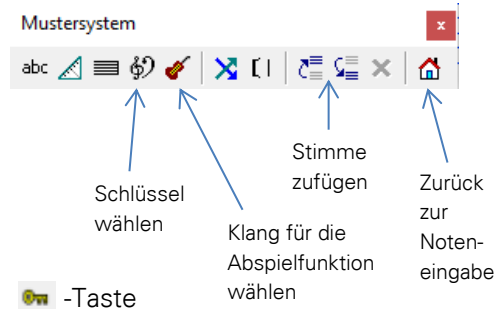 Mustersystem
x
abc
Stimme
zufügen
Schlüssel
wählen
Klang für die
Abspielfunktion
wählen
Zurück
zur
Noten-
eingabe
-Taste